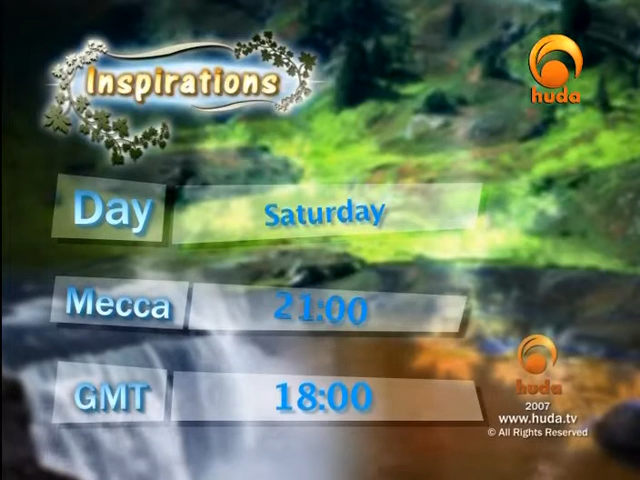 Inspirations
huda
Day
Saturday
Mecca
21:00
GMT
18:00
huda
2007
www.huda.tv
© All Rights Reserved